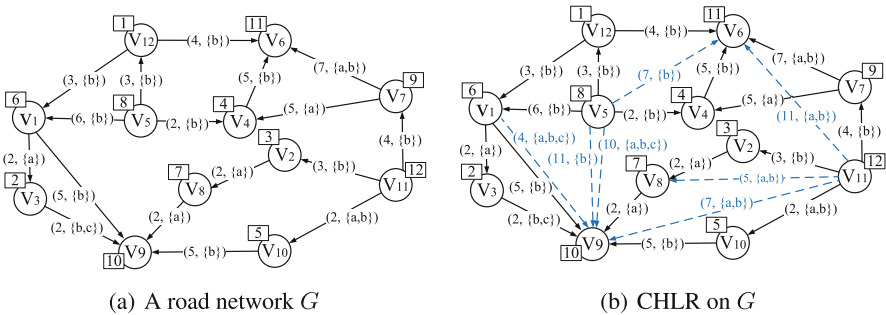 1 11
V12 (4, {b}) V6
(3, {b}) (3, {b}) (5, {b}) (7, {a,b})
6 8 4 9
V1 (6, {b}) V5 (2, {b}) V4 (5, {a}) V7
(2, {a}) 7 3 (4, {b})
2 V2 (3, {b}) 12
V3 (5, {b}) V8 (2, {a}) V11
(2, {b,c}) (2, {a}) 5 (2, {a,b})
10 V9 (5, {b}) V10
(a) A road network G
1 11
V12 (4, {b}) V6
(3, {b}) (3, {b}) (7, {b}) (5, {b}) (7, {a,b})
6 8 4 9
V1 (6, {b}) V5 (2, {b}) V4 (5, {a}) V7
(11, {a,b})
(2, {a}) (4, {a,b,c}) (10, {a,b,c}) 3 (4, {b})
(11, {b}) 7 V2 (3, {b}) 12
2 V3 (5, {b}) V8 (2, {a}) (5, {a,b}) V11
(2, {b,c}) (2, {a}) (7, {a,b}) 5 (2, {a,b})
10 V9 (5, {b}) V10
(b) CHLR on G